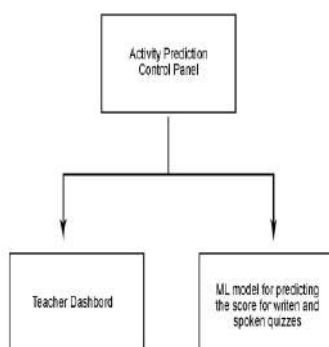 Activity Prediction
Control Panel
Teacher Dashbord
ML model for predicting
the score for writen and
spoken quizzes